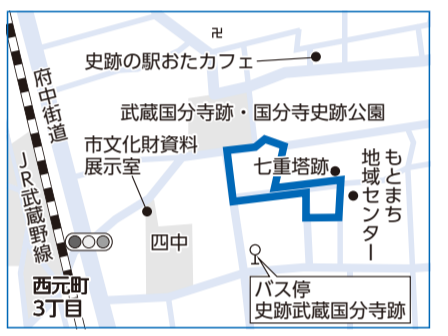 卍
史跡の駅おたカフェ
府中街道
武蔵国分寺跡・国分寺史跡公園
市文化財資料
展示室
七重塔跡
もとまち
地域センター
JR武蔵野線
四中
西元町
3丁目
バス停
史跡武蔵国分寺跡